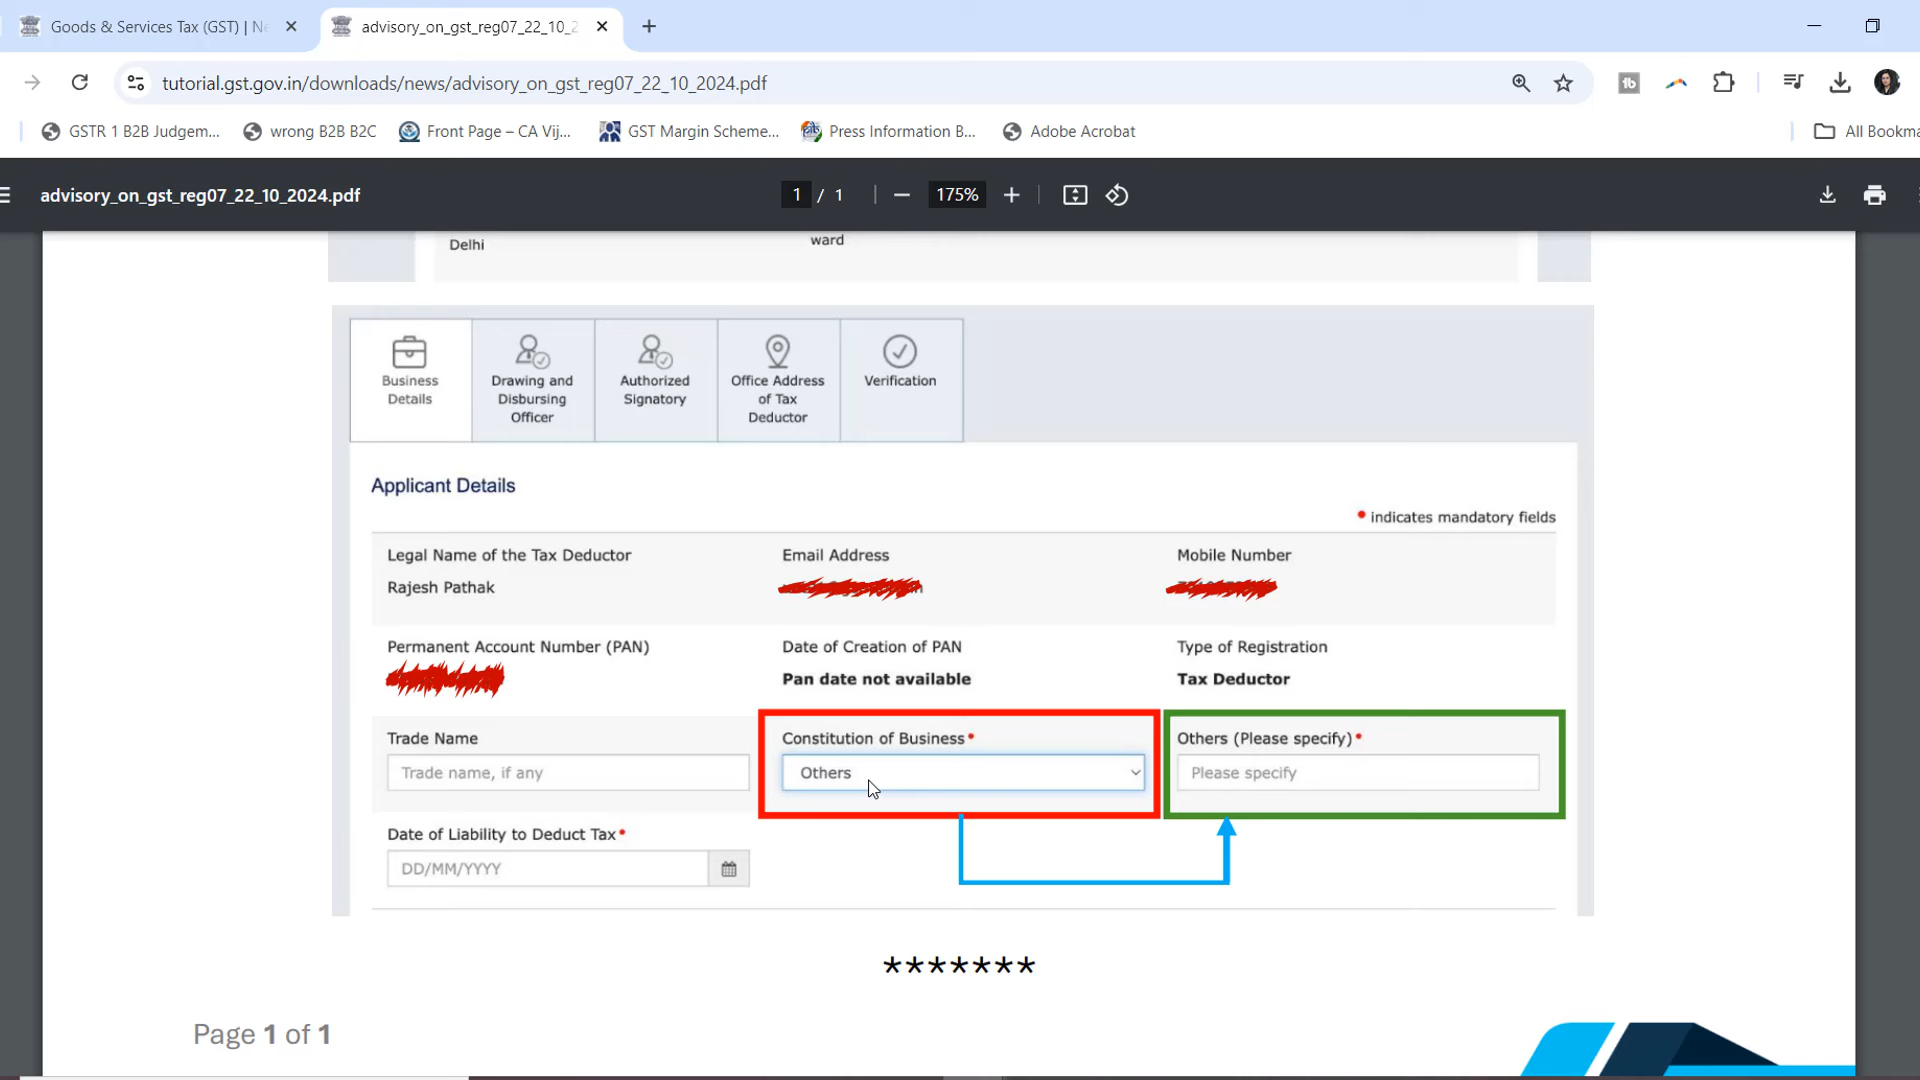 Goods & Services Tax (GST) | Ne
advisory_on_gst_reg07_22_10_2
tutorial.gst.gov.in/downloads/news/advisory_on_gst_reg07_22_10_2024.pdf
GSTR 1 B2B Judgem...
wrong B2B B2C
Front Page – CA Vij...
GST Margin Scheme...
Press Information B...
Adobe Acrobat
All Bookma
advisory_on_gst_reg07_22_10_2024.pdf
1 / 1
175%
Delhi
ward
Business Details
Drawing and Disbursing Officer
Authorized Signatory
Office Address of Tax Deductor
Verification
Applicant Details
• indicates mandatory fields
Legal Name of the Tax Deductor
Email Address
Mobile Number
Rajesh Pathak
Permanent Account Number (PAN)
Date of Creation of PAN
Type of Registration
Pan date not available
Tax Deductor
Trade Name
Constitution of Business•
Others (Please specify)•
Trade name, if any
Others
Please specify
Date of Liability to Deduct Tax•
DD/MM/YYYY
*******
Page 1 of 1